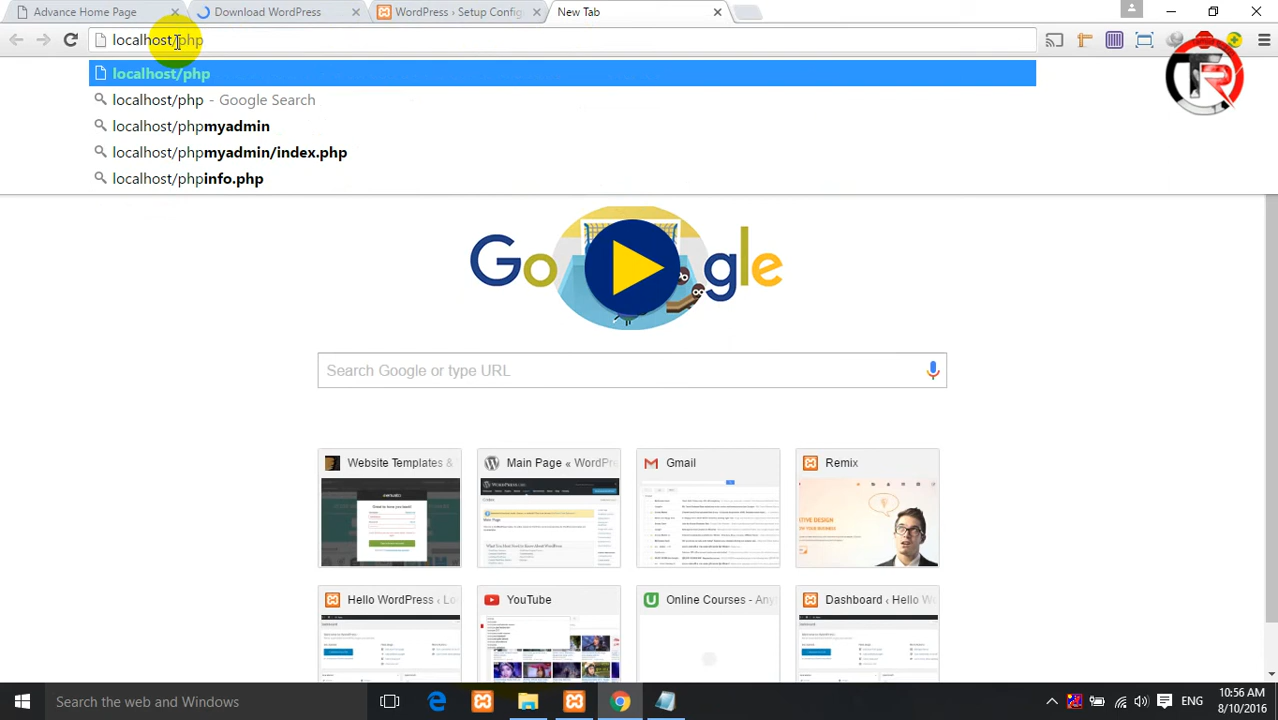 Advance Home Page
Download WordPress
WordPress › Setup Config
New Tab
localhost/php
localhost/php
localhost/php - Google Search
localhost/phpmyadmin
localhost/phpmyadmin/index.php
localhost/phpinfo.php
Google
Search Google or type URL
Website Templates &
Main Page « WordPre
Gmail
Remix
Hello WordPress ‹ Lo
YouTube
Online Courses - Any
Dashboard ‹ Hello W
Search the web and Windows
ENG
10:56 AM
8/10/2016